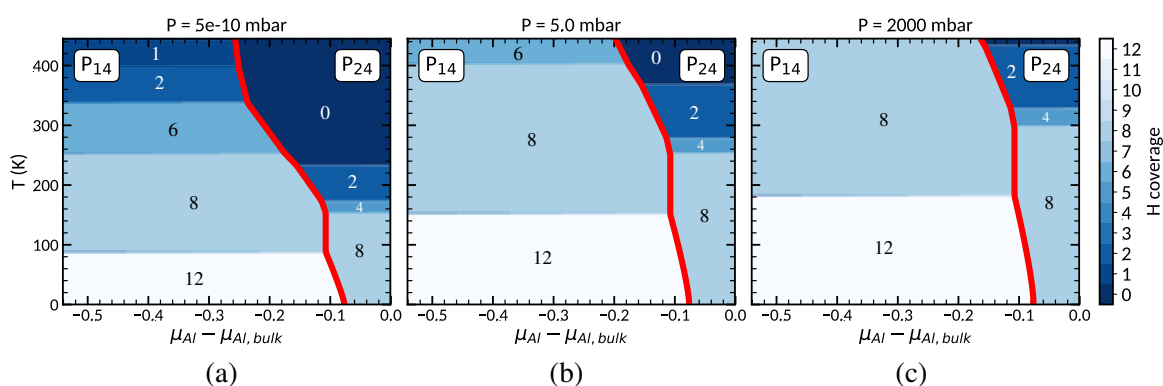 P = 5e-10 mbar
P = 5.0 mbar
P = 2000 mbar
T (K)
400
300
200
100
0
P14
P24
1
2
6
8
12
0
2
4
8
−0.5 −0.4 −0.3 −0.2 −0.1 0.0
μAl − μAl, bulk
(a)
P14
P24
6
8
12
0
2
4
8
−0.5 −0.4 −0.3 −0.2 −0.1 0.0
μAl − μAl, bulk
(b)
P14
P24
8
12
2
4
8
−0.5 −0.4 −0.3 −0.2 −0.1 0.0
μAl − μAl, bulk
(c)
12
11
10
9
8
7
6
5
4
3
2
1
0
H coverage